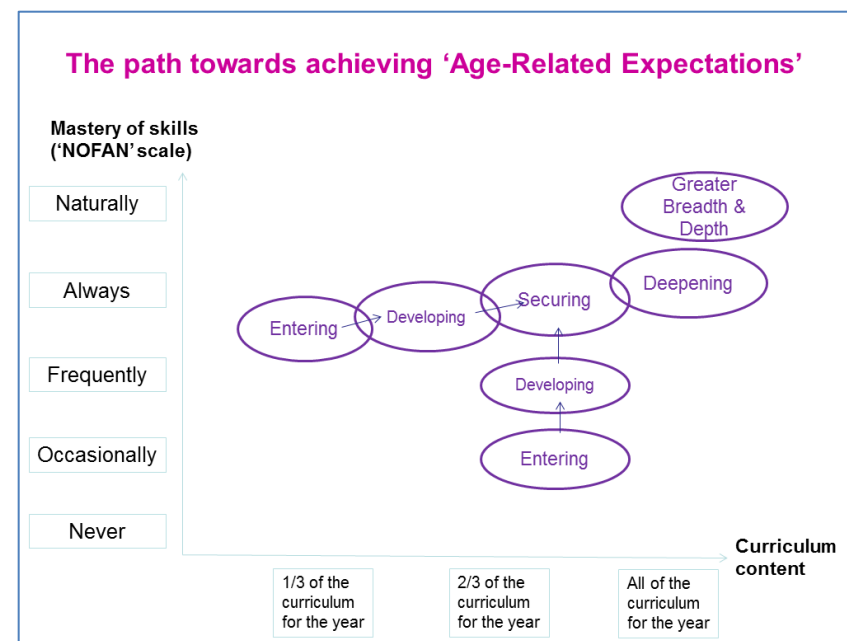 The path towards achieving ‘Age-Related Expectations’
Mastery of skills
(‘NOFAN’ scale)
Naturally
Greater
Breadth &
Depth
Always
Deepening
Securing
Developing
Entering
Frequently
Developing
Occasionally
Entering
Never
Curriculum
content
1/3 of the
curriculum
for the year
2/3 of the
curriculum
for the year
All of the
curriculum
for the year